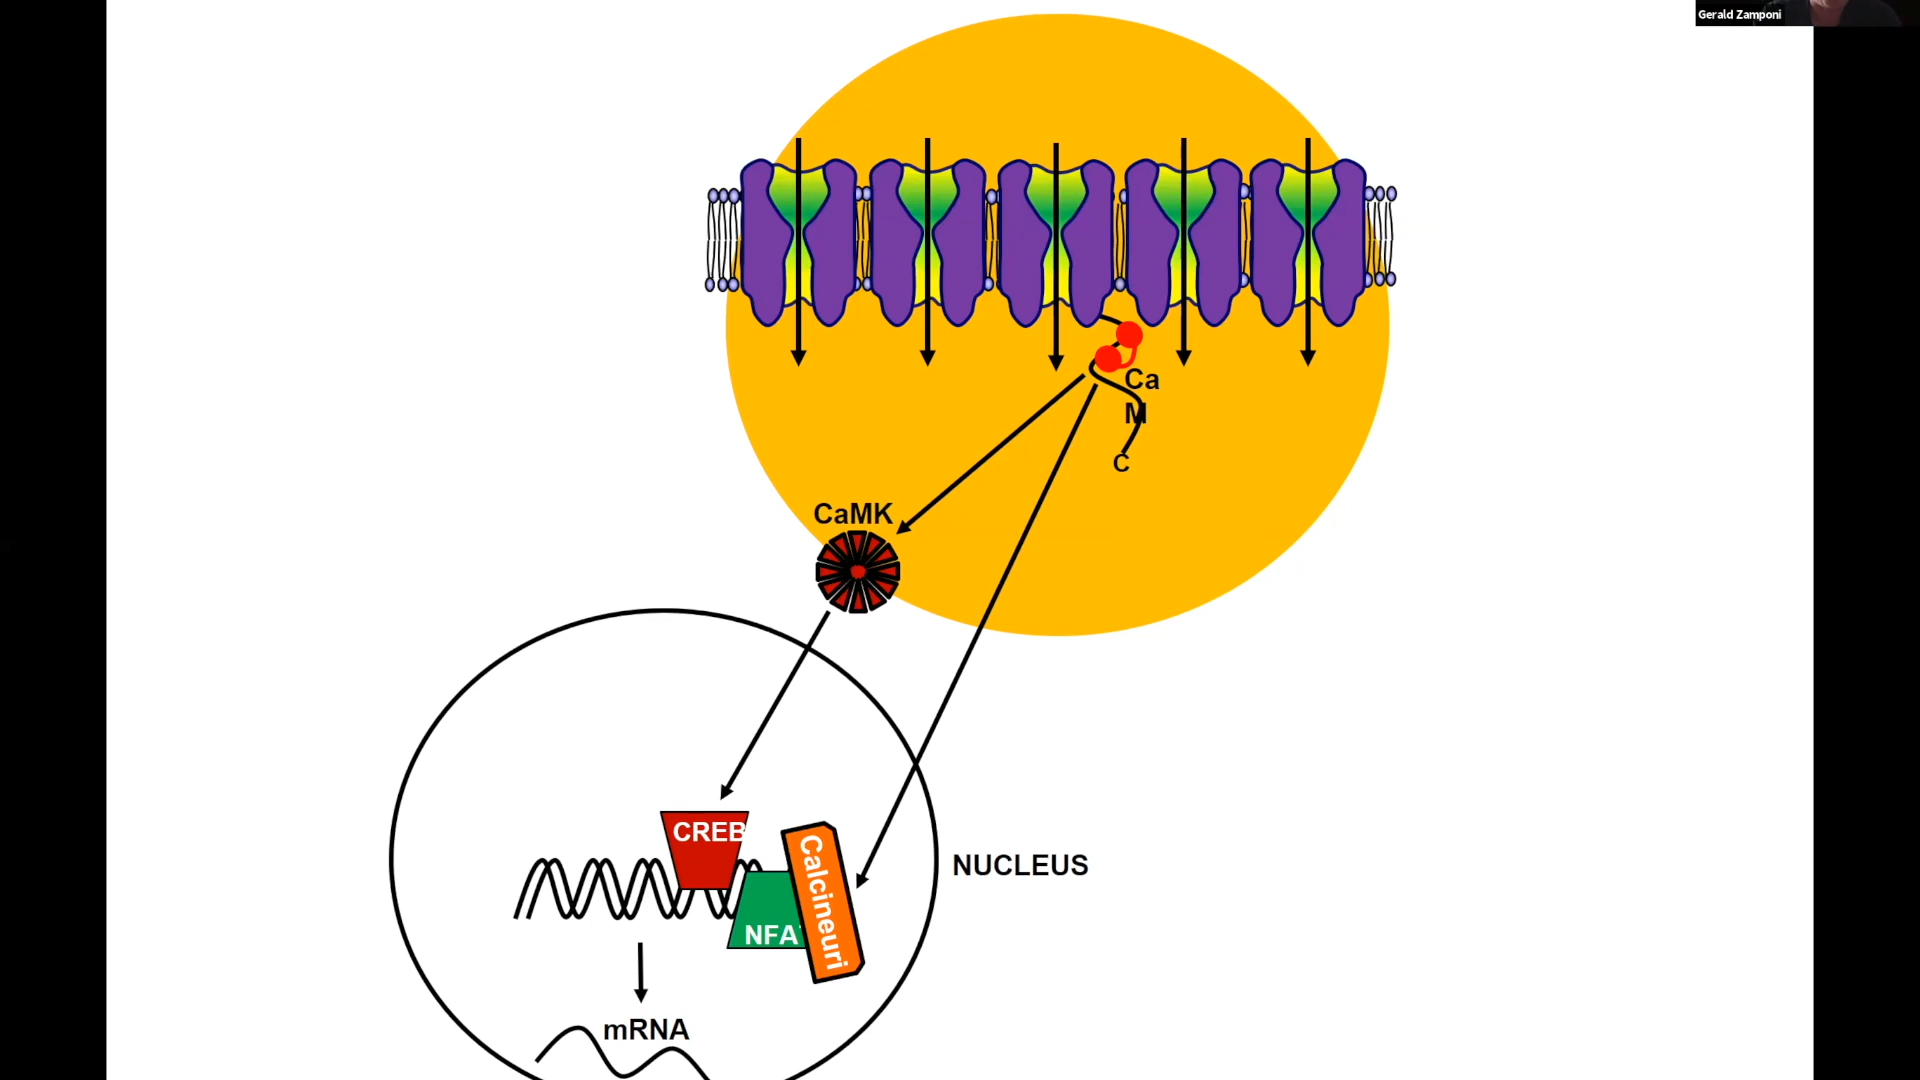 Gerald Zamponi
Ca
M
C
CaMK
CREB
NUCLEUS
Calcineuri
NFA
mRNA